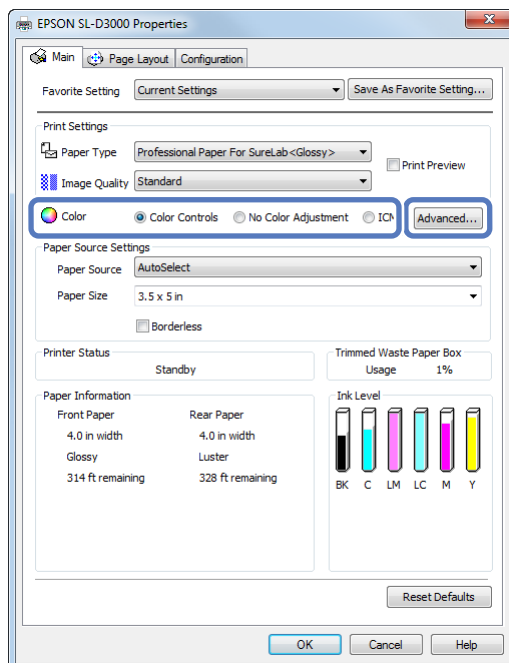 EPSON SL-D3000 Properties
Main Page Layout Configuration
Favorite Setting Current Settings Save As Favorite Setting...
Print Settings
Paper Type Professional Paper For SureLab<Glossy>
Print Preview
Image Quality Standard
Color Color Controls No Color Adjustment ICM Advanced...
Paper Source Settings
Paper Source AutoSelect
Paper Size 3.5 x 5 in
Borderless
Printer Status Trimmed Waste Paper Box
Standby Usage 1%
Paper Information Ink Level
Front Paper Rear Paper
4.0 in width 4.0 in width
Glossy Luster
314 ft remaining 328 ft remaining
BK C LM LC M Y
Reset Defaults
OK Cancel Help